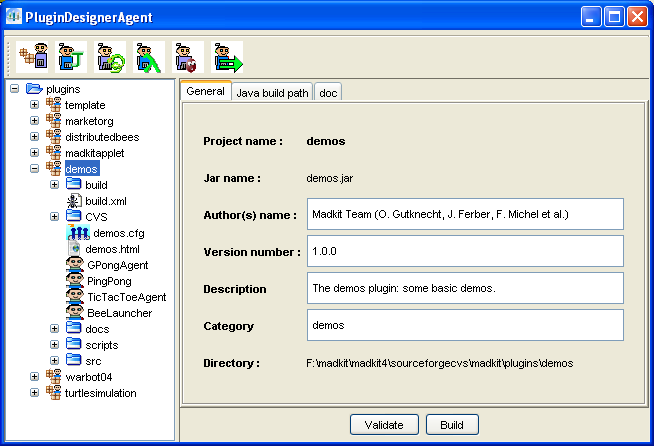 PluginDesignerAgent
plugins
template
marketorg
distributedbees
madkitapplet
demos
build
build.xml
CVS
demos.cfg
demos.html
GPongAgent
PingPong
TicTacToeAgent
BeeLauncher
docs
scripts
src
warbot04
turtlesimulation
General Java build path doc
Project name : demos
Jar name : demos.jar
Author(s) name : Madkit Team (O. Gutknecht, J. Ferber, F. Michel et al.)
Version number : 1.0.0
Description The demos plugin: some basic demos.
Category demos
Directory : F:\madkit\madkit4\sourceforgecvs\madkit\plugins\demos
Validate Build